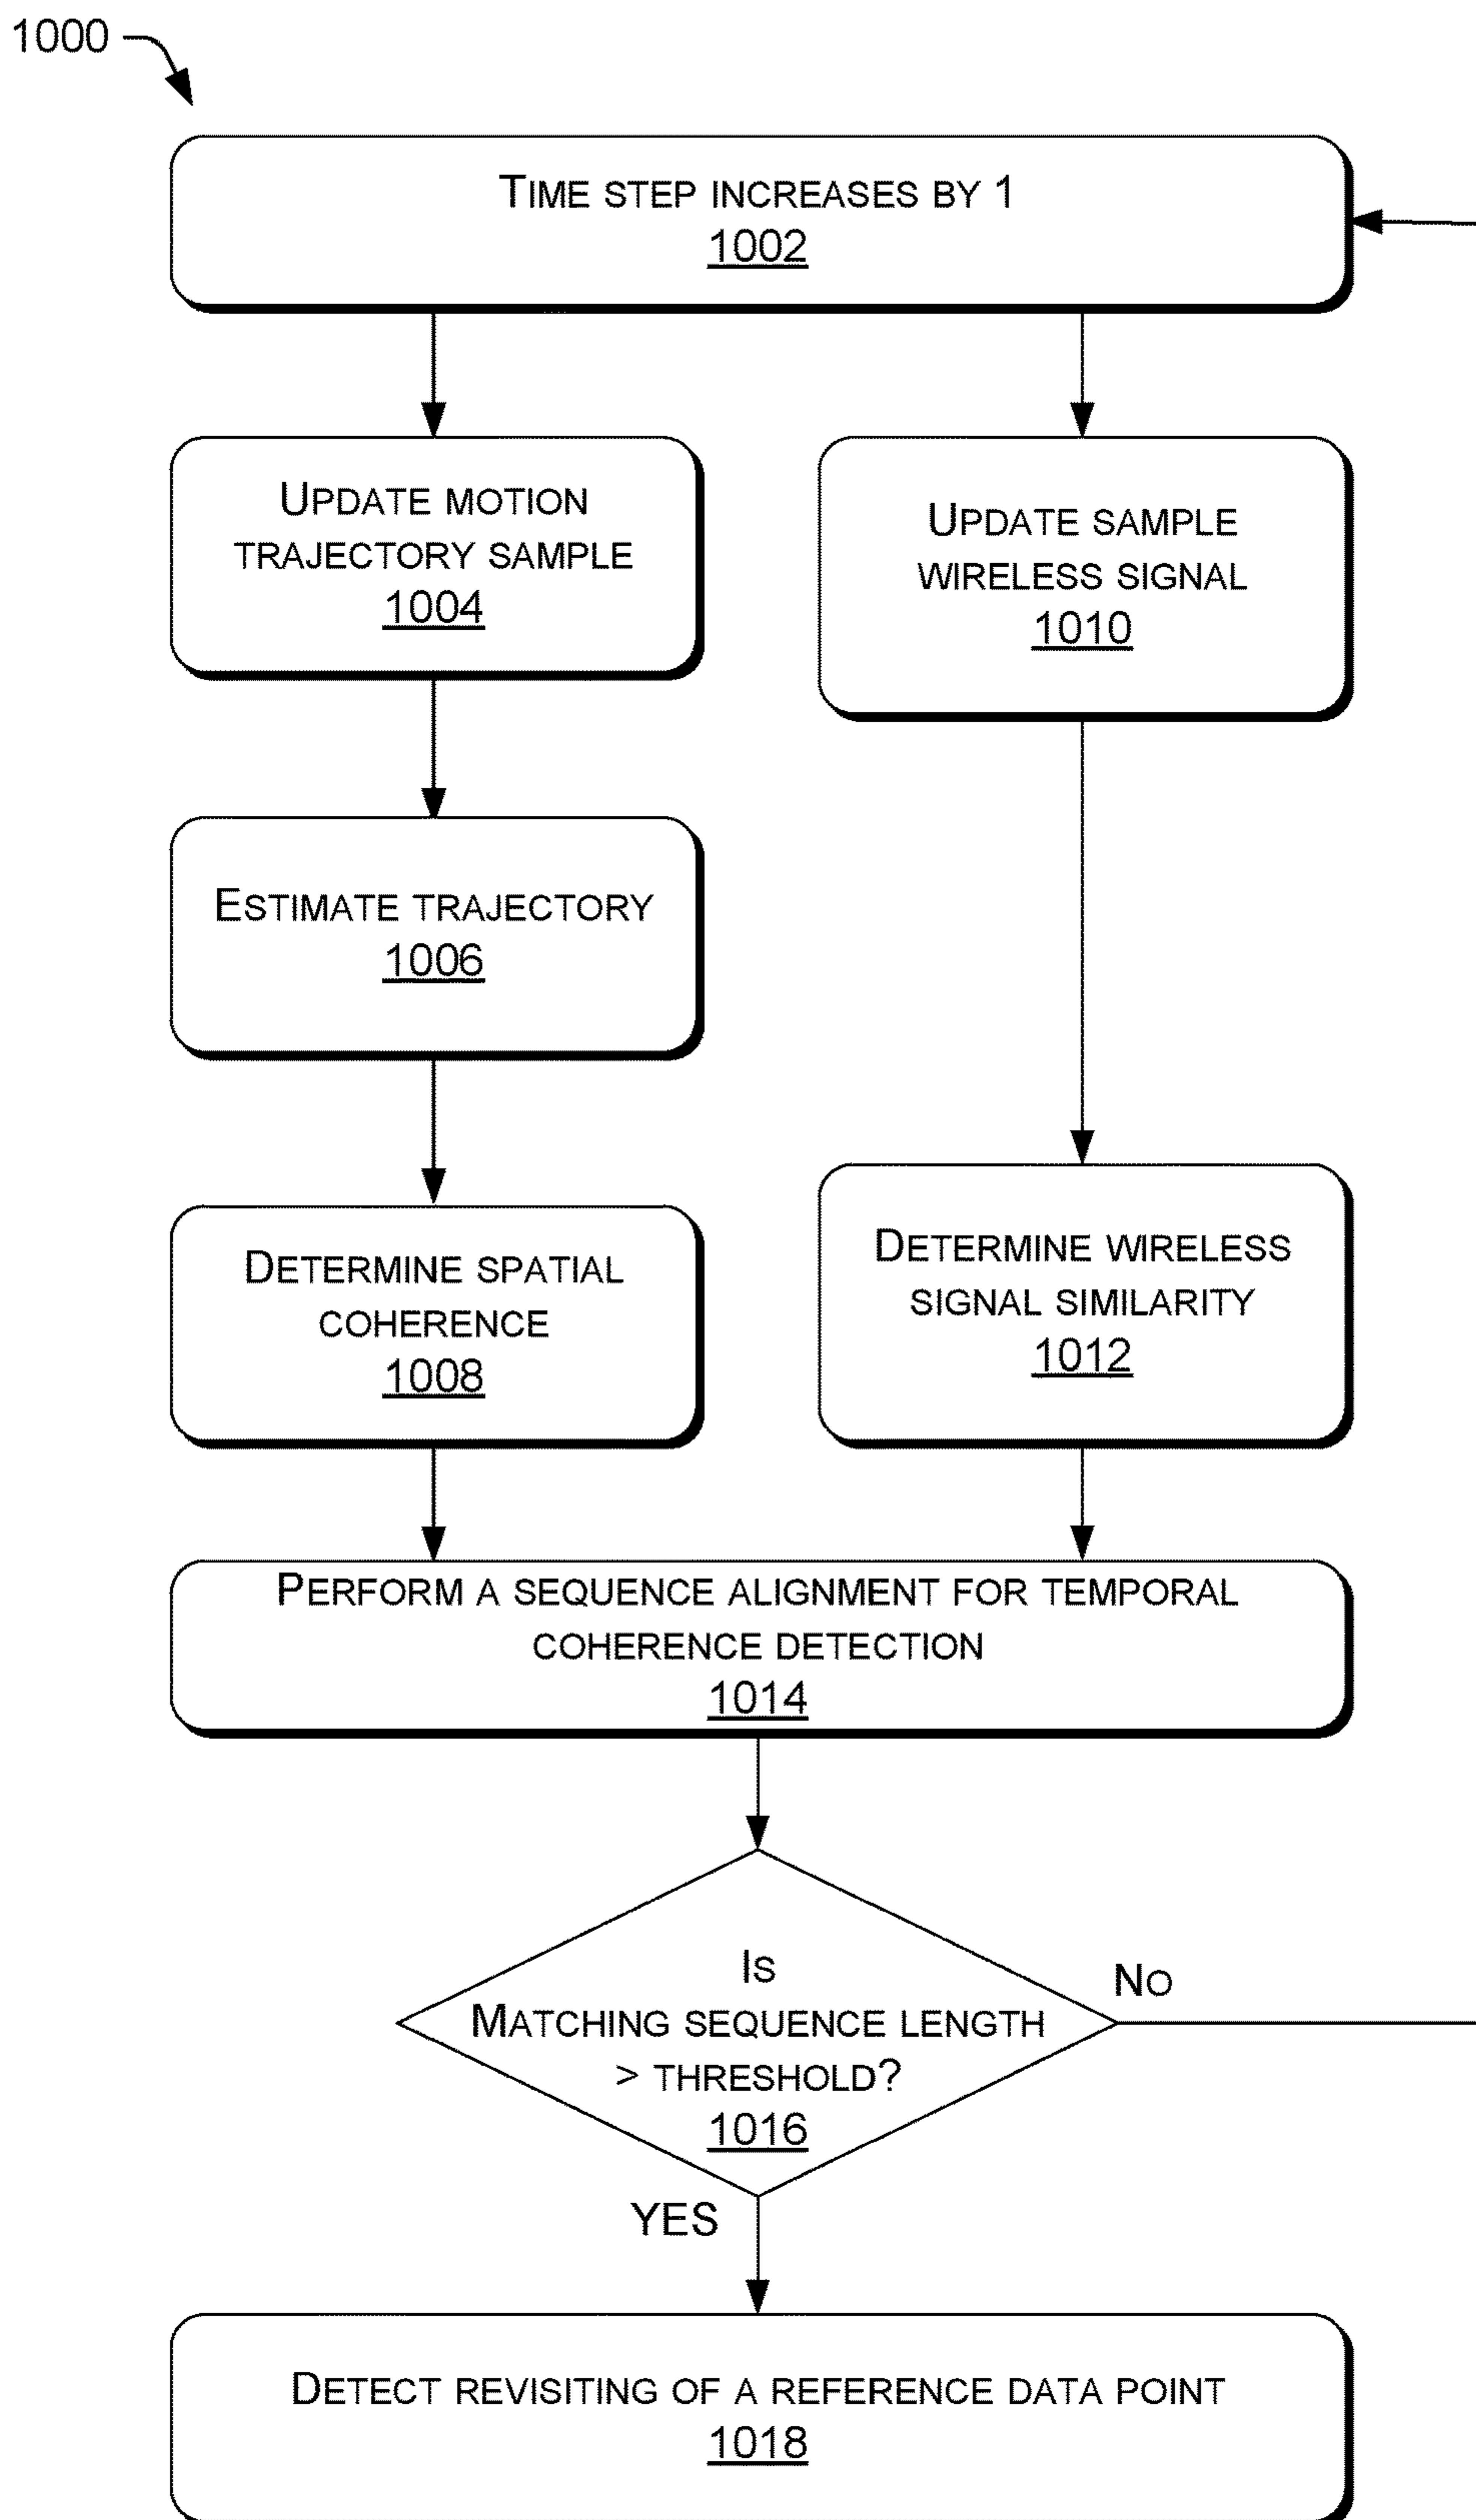 1000
Time step increases by 1
1002
Update motion
trajectory sample
1004
Update sample
wireless signal
1010
Estimate trajectory
1006
Determine spatial
coherence
1008
Determine wireless
signal similarity
1012
Perform a sequence alignment for temporal
coherence detection
1014
Is
Matching sequence length
> threshold?
1016
No
YES
Detect revisiting of a reference data point
1018